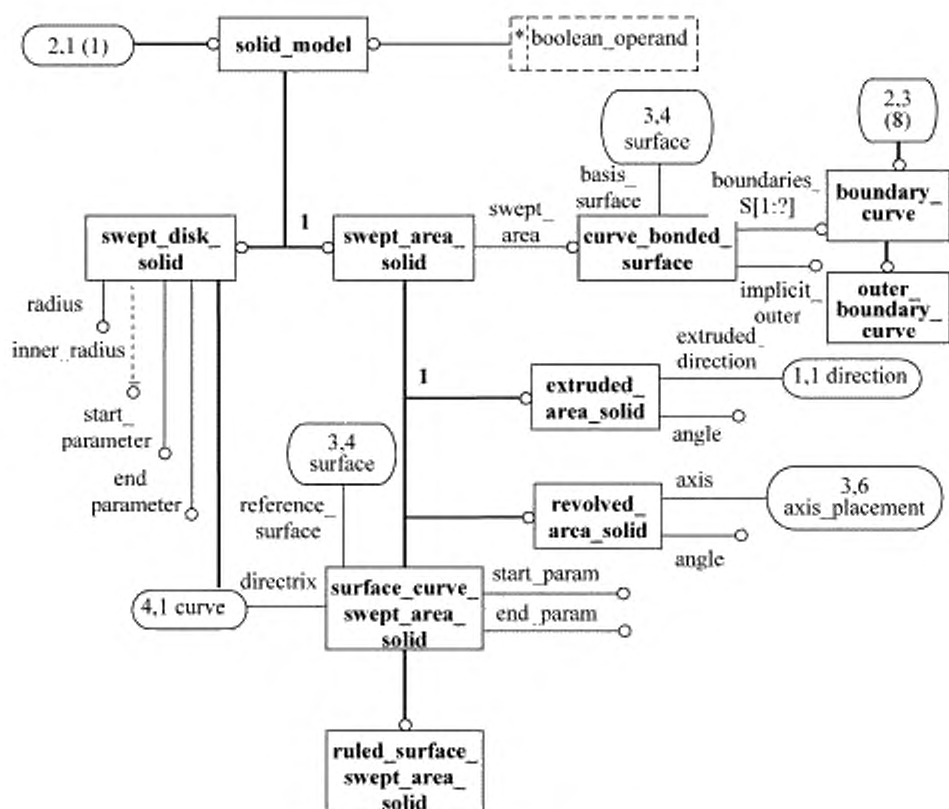 2,1 (1)
solid_model
* boolean_operand
3,4
surface
2,3
(8)
basis_
surface
boundaries_
S[1:?]
boundary_
curve
1
swept_disk_
solid
swept_area_
solid
swept_
area
curve_bonded_
surface
implicit_
outer
outer_
boundary_
curve
radius
inner_radius
start_
parameter
end
parameter
1
extruded_
area_solid
extruded_
direction
1,1 direction
angle
3,4
surface
reference_
surface
revolved_
area_solid
axis
3,6
axis_placement
angle
4,1 curve
directrix
surface_curve_
swept_area_
solid
start_param
end_param
ruled_surface_
swept_area_
solid